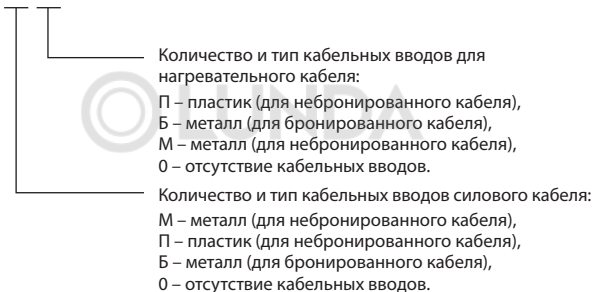 Количество и тип кабельных вводов для
нагревательного кабеля:
П – пластик (для небронированного кабеля),
Б – металл (для бронированного кабеля),
М – металл (для небронированного кабеля),
0 – отсутствие кабельных вводов.
LUNDA
Количество и тип кабельных вводов силового кабеля:
М – металл (для небронированного кабеля),
П – пластик (для небронированного кабеля),
Б – металл (для бронированного кабеля),
0 – отсутствие кабельных вводов.